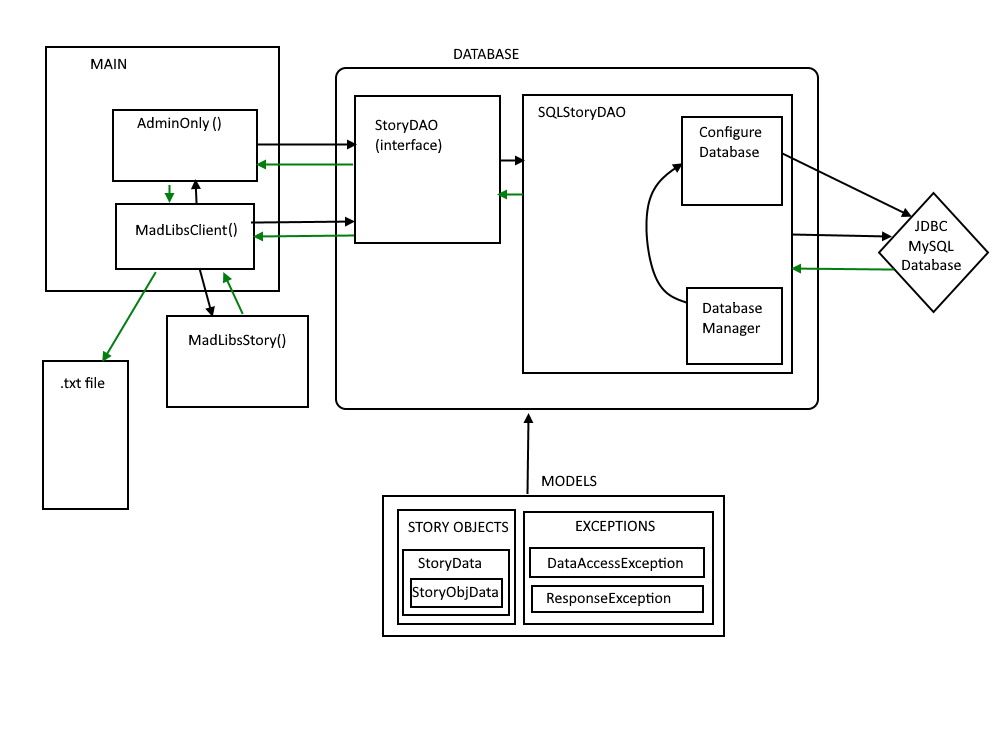 DATABASE
MAIN
AdminOnly ()
MadLibsClient()
MadLibsStory()
.txt file
StoryDAO
(interface)
SQLStoryDAO
Configure
Database
Database
Manager
JDBC
MySQL
Database
MODELS
STORY OBJECTS
StoryData
StoryObjData
EXCEPTIONS
DataAccessException
ResponseException